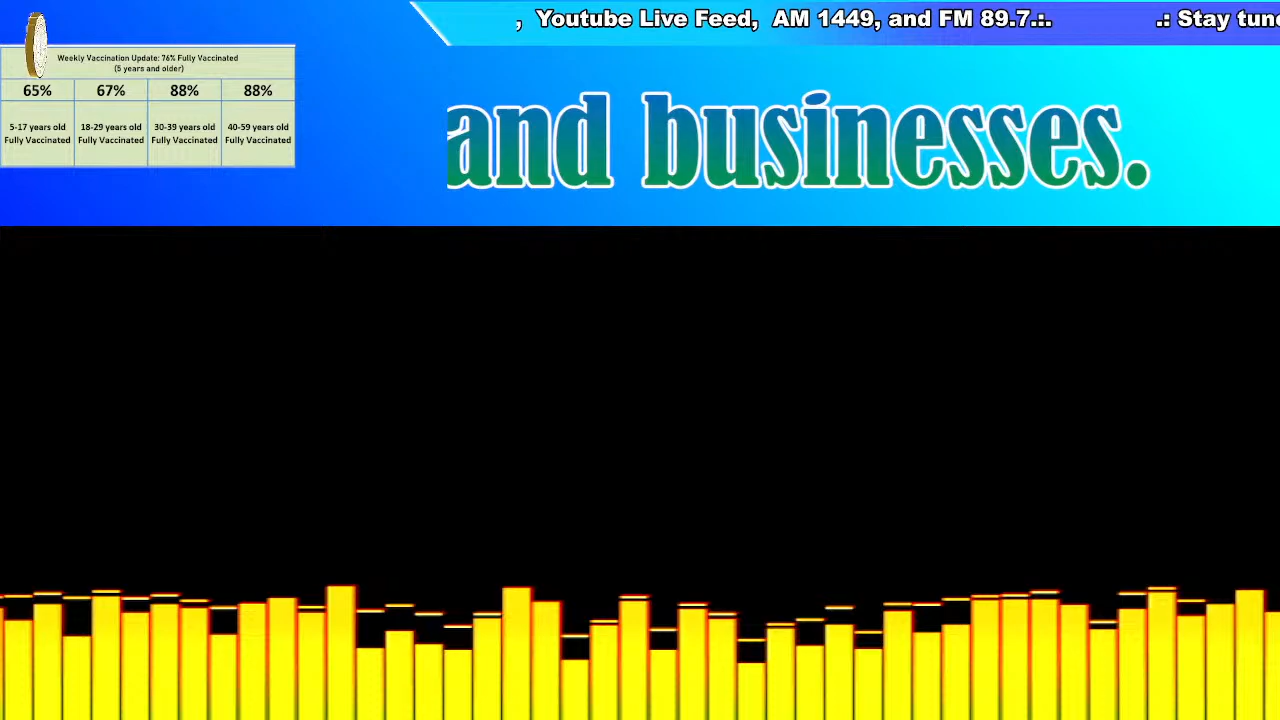 , Youtube Live Feed, AM 1449, and FM 89.7.:. .: Stay tune
Weekly Vaccination Update: 76% Fully Vaccinated
(5 years and older)
65% 67% 88% 88%
5-17 years old 18-29 years old 30-39 years old 40-59 years old
Fully Vaccinated Fully Vaccinated Fully Vaccinated Fully Vaccinated
and businesses.